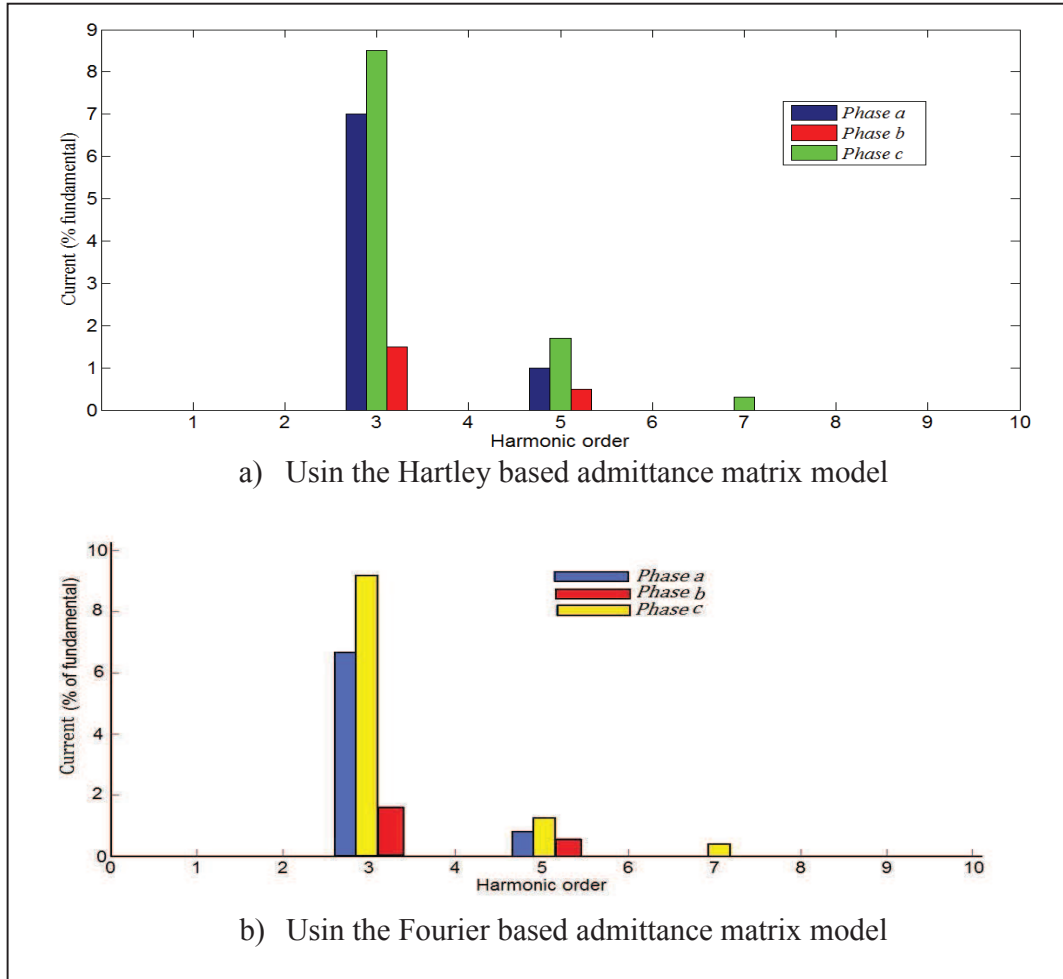 9
8
7
6
5
4
3
2
1
0
Current (% fundamental)
Phase a
Phase b
Phase c
1 2 3 4 5 6 7 8 9 10
Harmonic order
a) Usin the Hartley based admittance matrix model
10
8
6
4
2
0
Current (% of fundamental)
Phase a
Phase b
Phase c
0 1 2 3 4 5 6 7 8 9 10
Harmonic order
b) Usin the Fourier based admittance matrix model